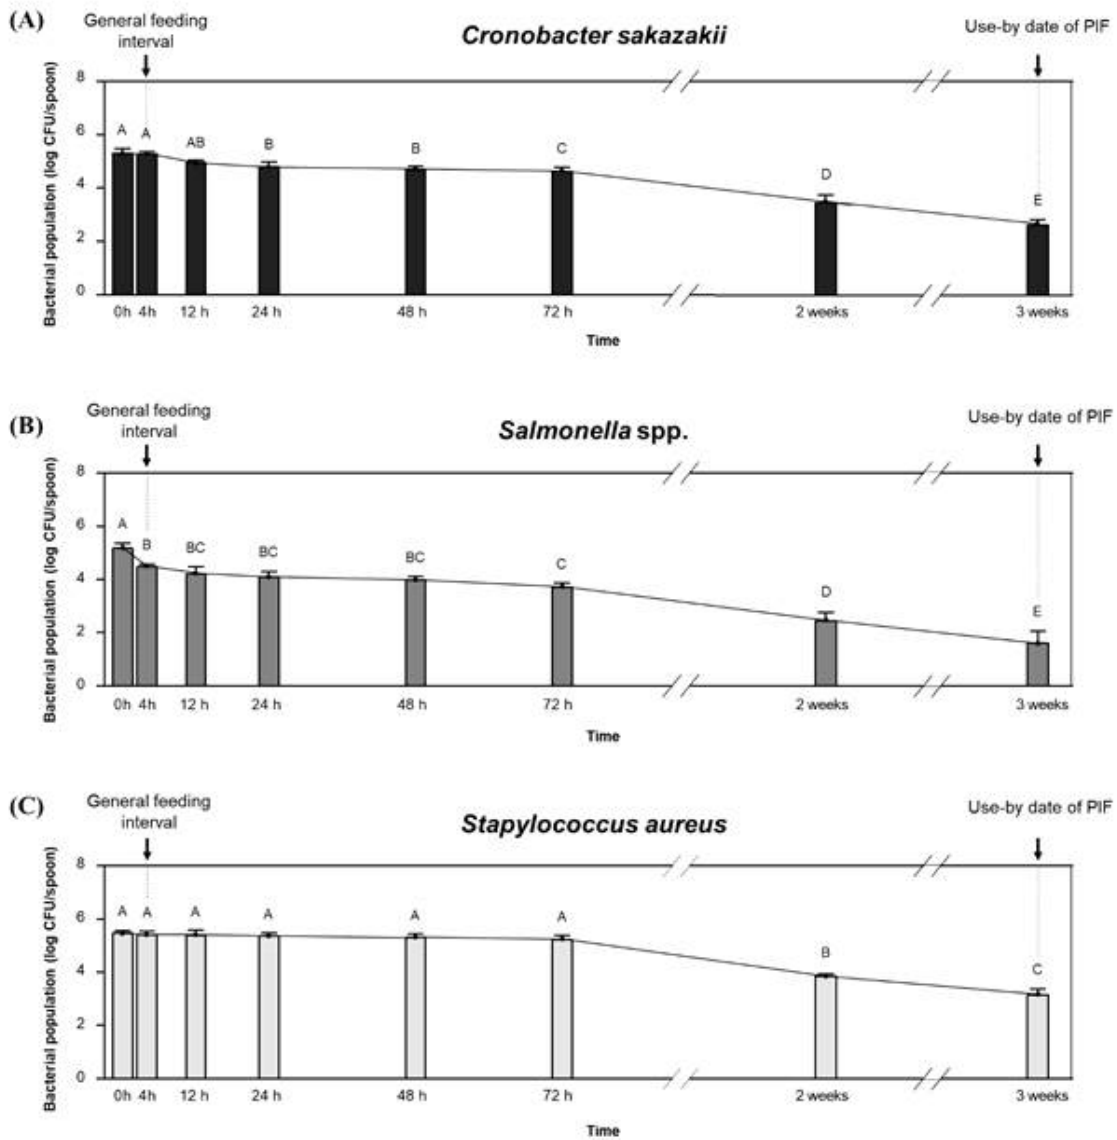 (A)
General feeding
interval
Cronobacter sakazakii
Use-by date of PIF
Bacterial population (log CFU/spoon)
8
6
4
2
0
A A AB B B C D E
0h 4h 12 h 24 h 48 h 72 h 2 weeks 3 weeks
Time
(B)
General feeding
interval
Salmonella spp.
Use-by date of PIF
Bacterial population (log CFU/spoon)
8
6
4
2
0
A B BC BC BC C D E
0h 4h 12 h 24 h 48 h 72 h 2 weeks 3 weeks
Time
(C)
General feeding
interval
Stapylococcus aureus
Use-by date of PIF
Bacterial population (log CFU/spoon)
8
6
4
2
0
A A A A A A B C
0h 4h 12 h 24 h 48 h 72 h 2 weeks 3 weeks
Time